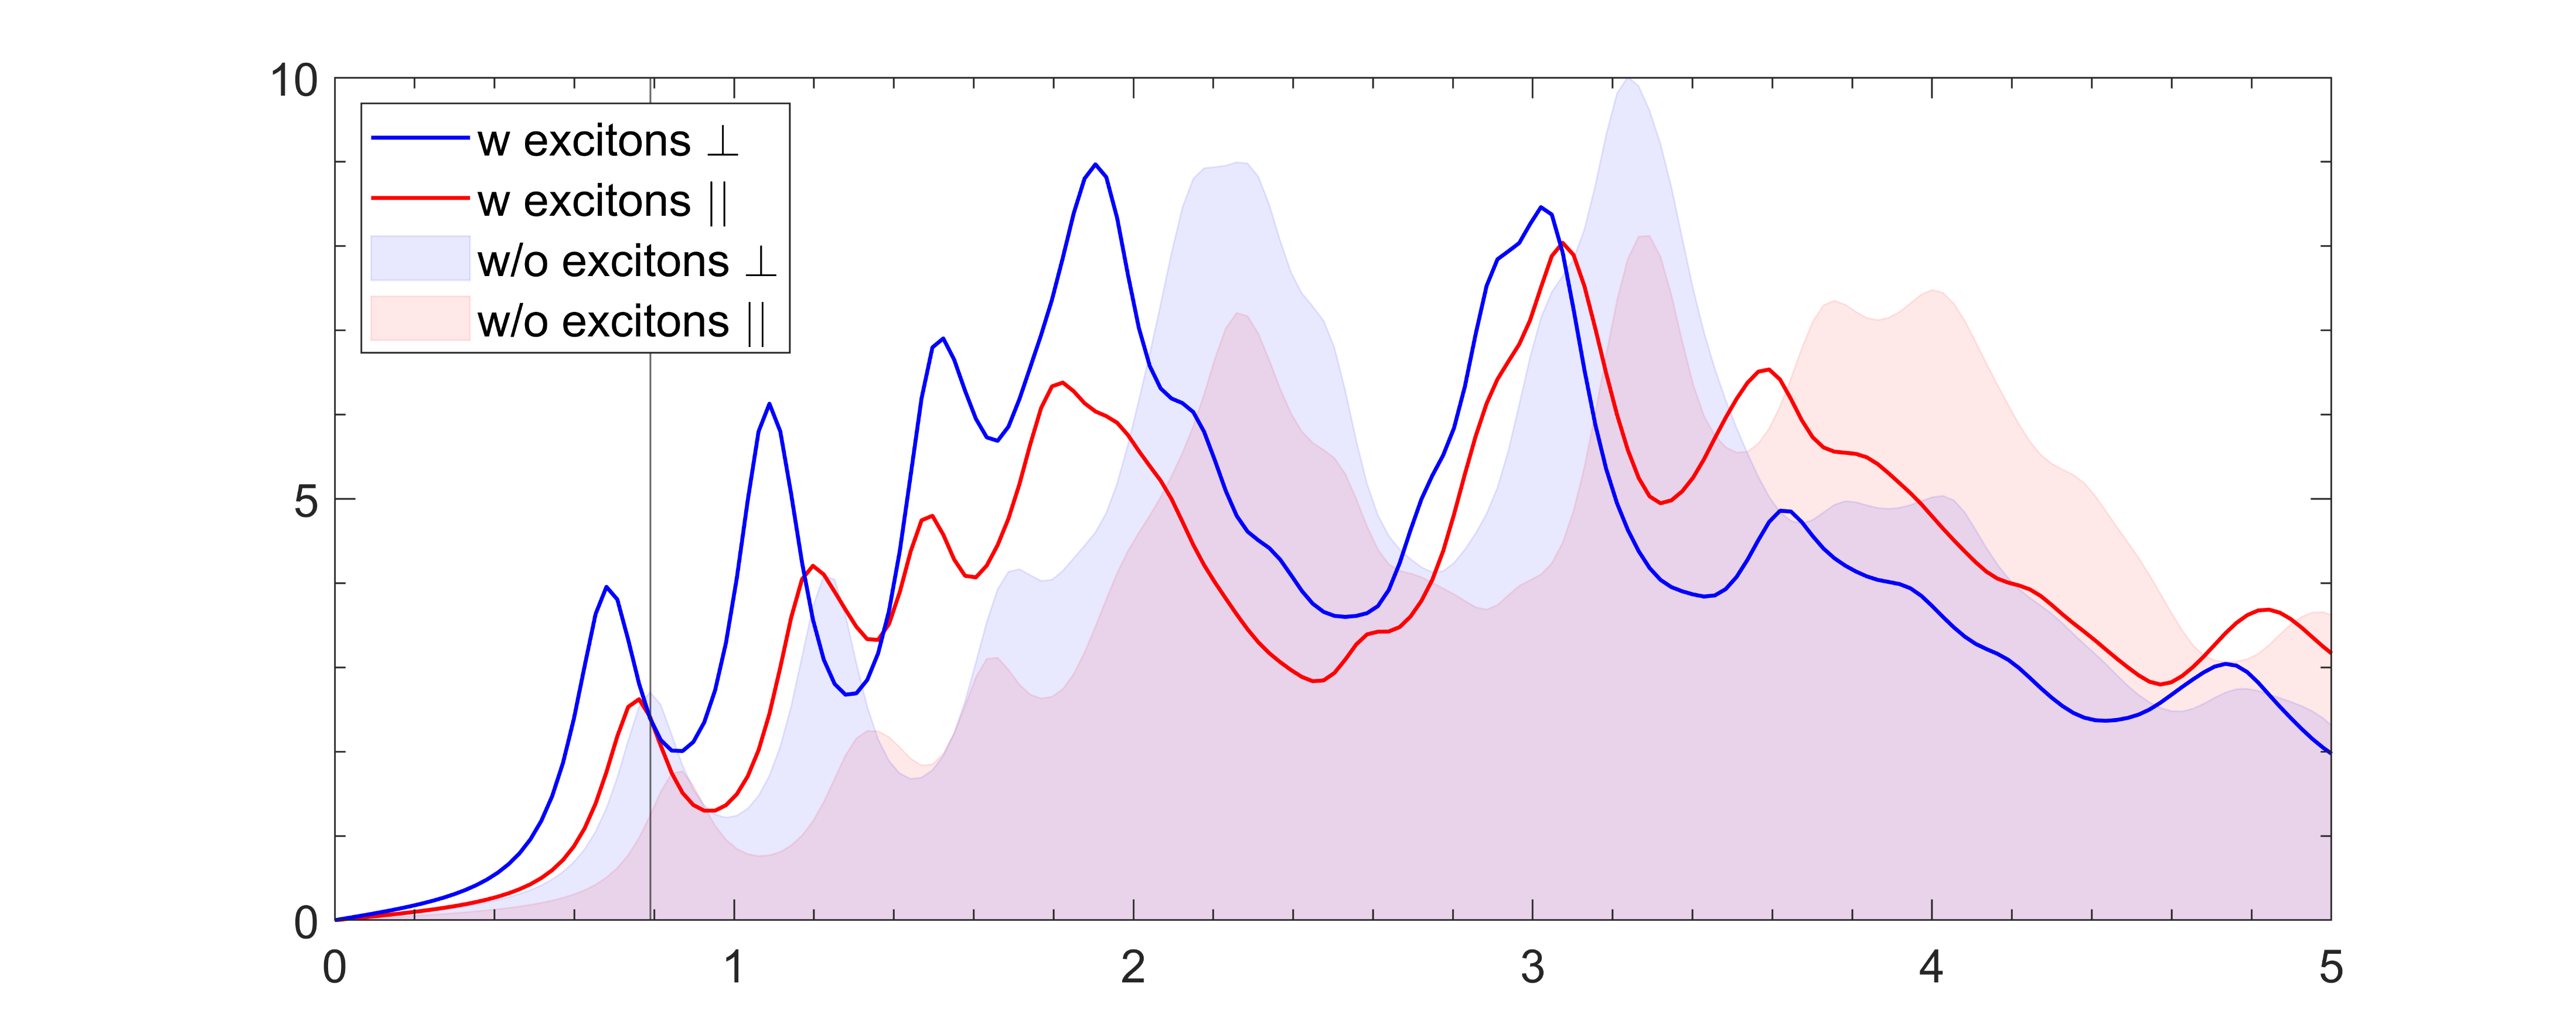 10
w excitons ⊥
w excitons ||
w/o excitons ⊥
w/o excitons ||
5
0
0 1 2 3 4 5